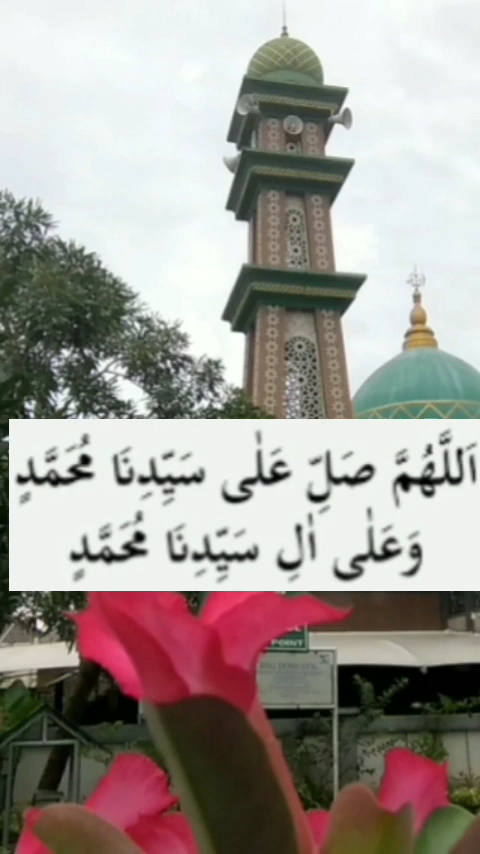 اَللَّهُمَّ صَلِّ عَلٰى سَيِّدِنَا مُحَمَّدٍ
وَعَلٰى اٰلِ سَيِّدِنَا مُحَمَّدٍ
POINT